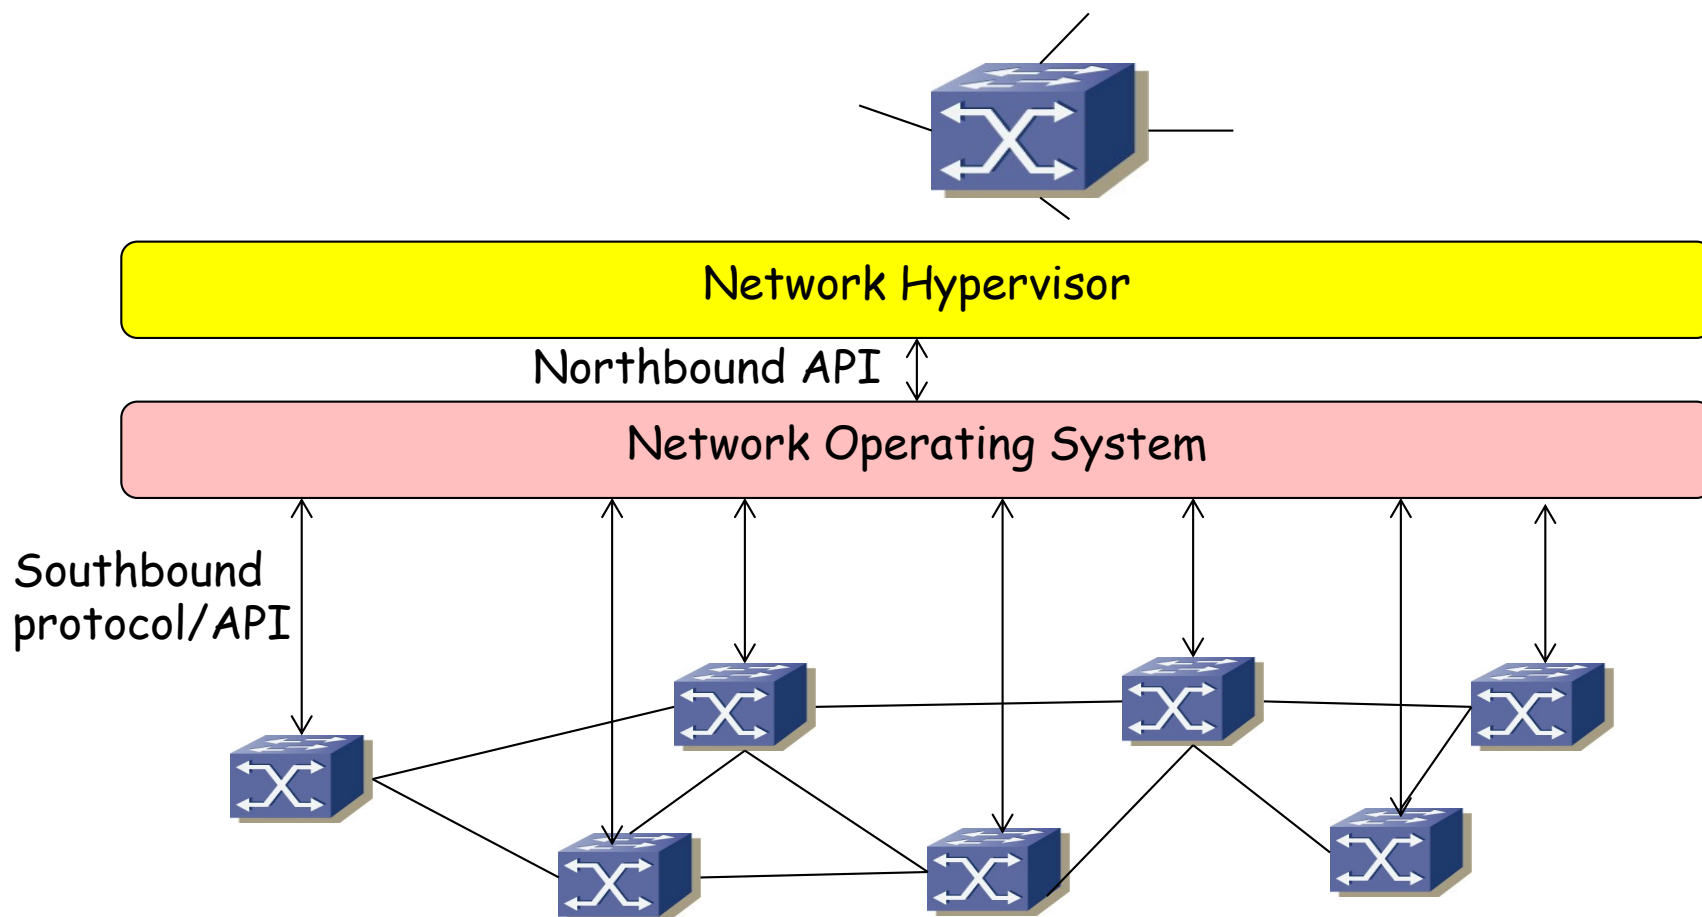 Network Hypervisor
Northbound API
Network Operating System
Southbound
protocol/API